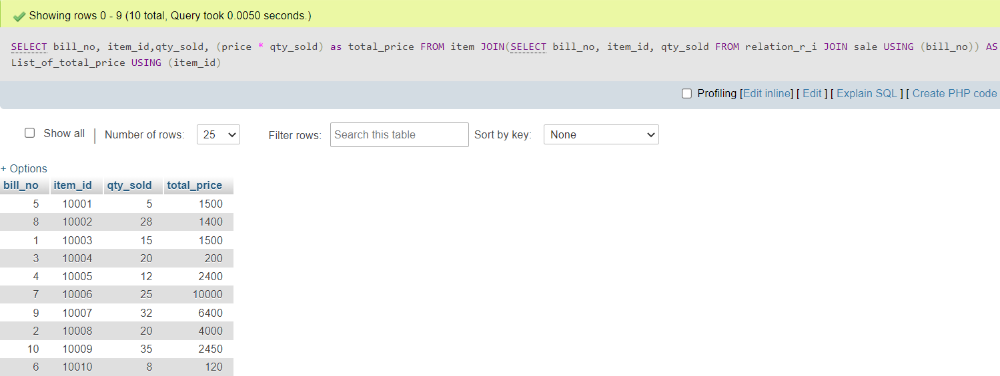 Showing rows 0 - 9 (10 total, Query took 0.0050 seconds.)
SELECT bill_no, item_id,qty_sold, (price * qty_sold) as total_price FROM item JOIN(SELECT bill_no, item_id, qty_sold FROM relation_r_i JOIN sale USING (bill_no)) AS
List_of_total_price USING (item_id)
Profiling [Edit inline] [ Edit ] [ Explain SQL ] [ Create PHP code
Show all | Number of rows: 25 Filter rows: Search this table Sort by key: None
+ Options
bill_no item_id qty_sold total_price
5 10001 5 1500
8 10002 28 1400
1 10003 15 1500
3 10004 20 200
4 10005 12 2400
7 10006 25 10000
9 10007 32 6400
2 10008 20 4000
10 10009 35 2450
6 10010 8 120